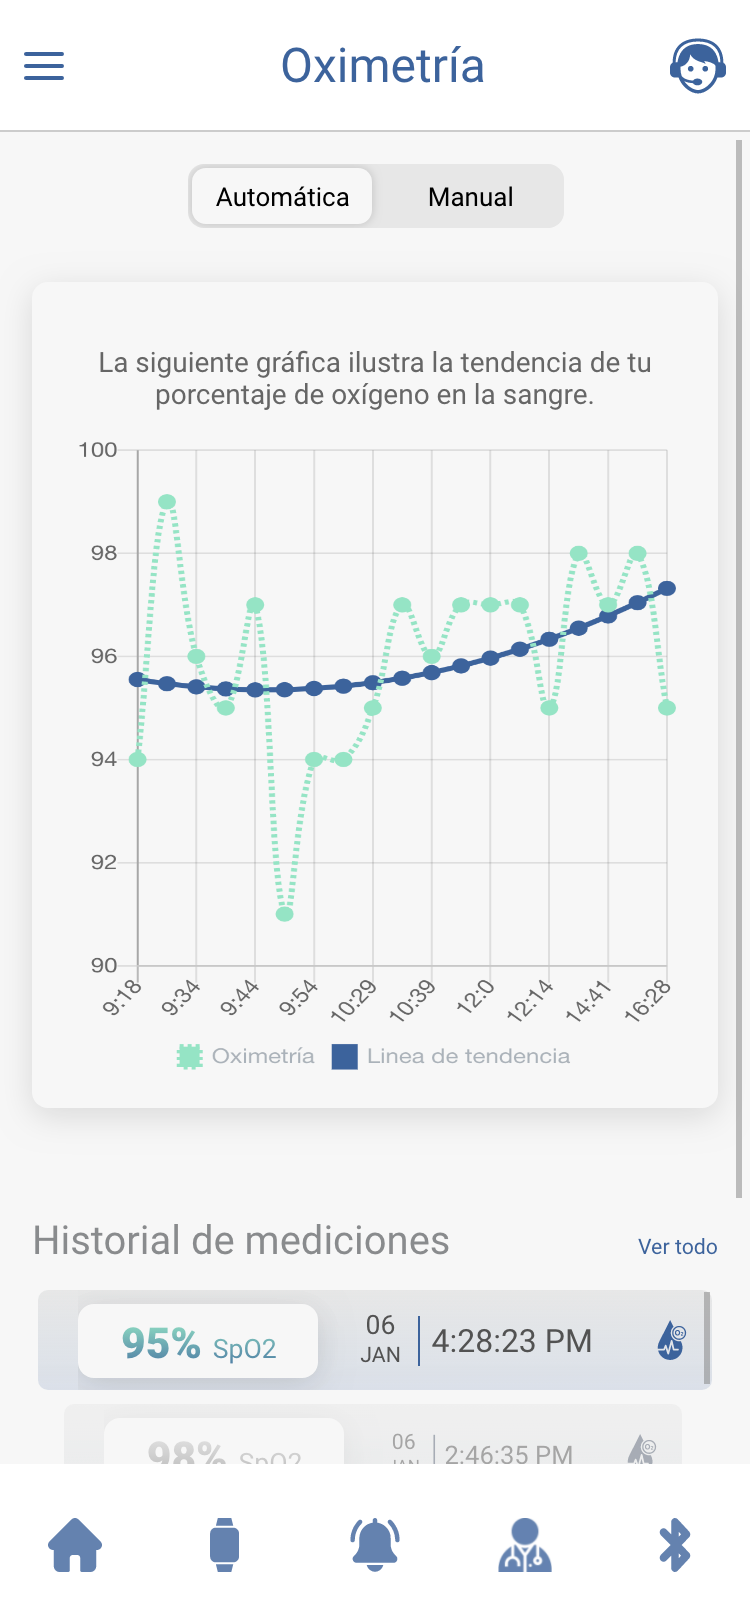 Oximetría
Automática Manual
La siguiente gráfica ilustra la tendencia de tu
porcentaje de oxígeno en la sangre.
100
98
96
94
92
90
9:18 9:34 9:44 9:54 10:29 10:39 12:0 12:14 14:41 16:28
Oximetría Linea de tendencia
Historial de mediciones Ver todo
95% SpO2 06 JAN 4:28:23 PM O₂
98% SpO2 06 JAN 2:46:35 PM O₂